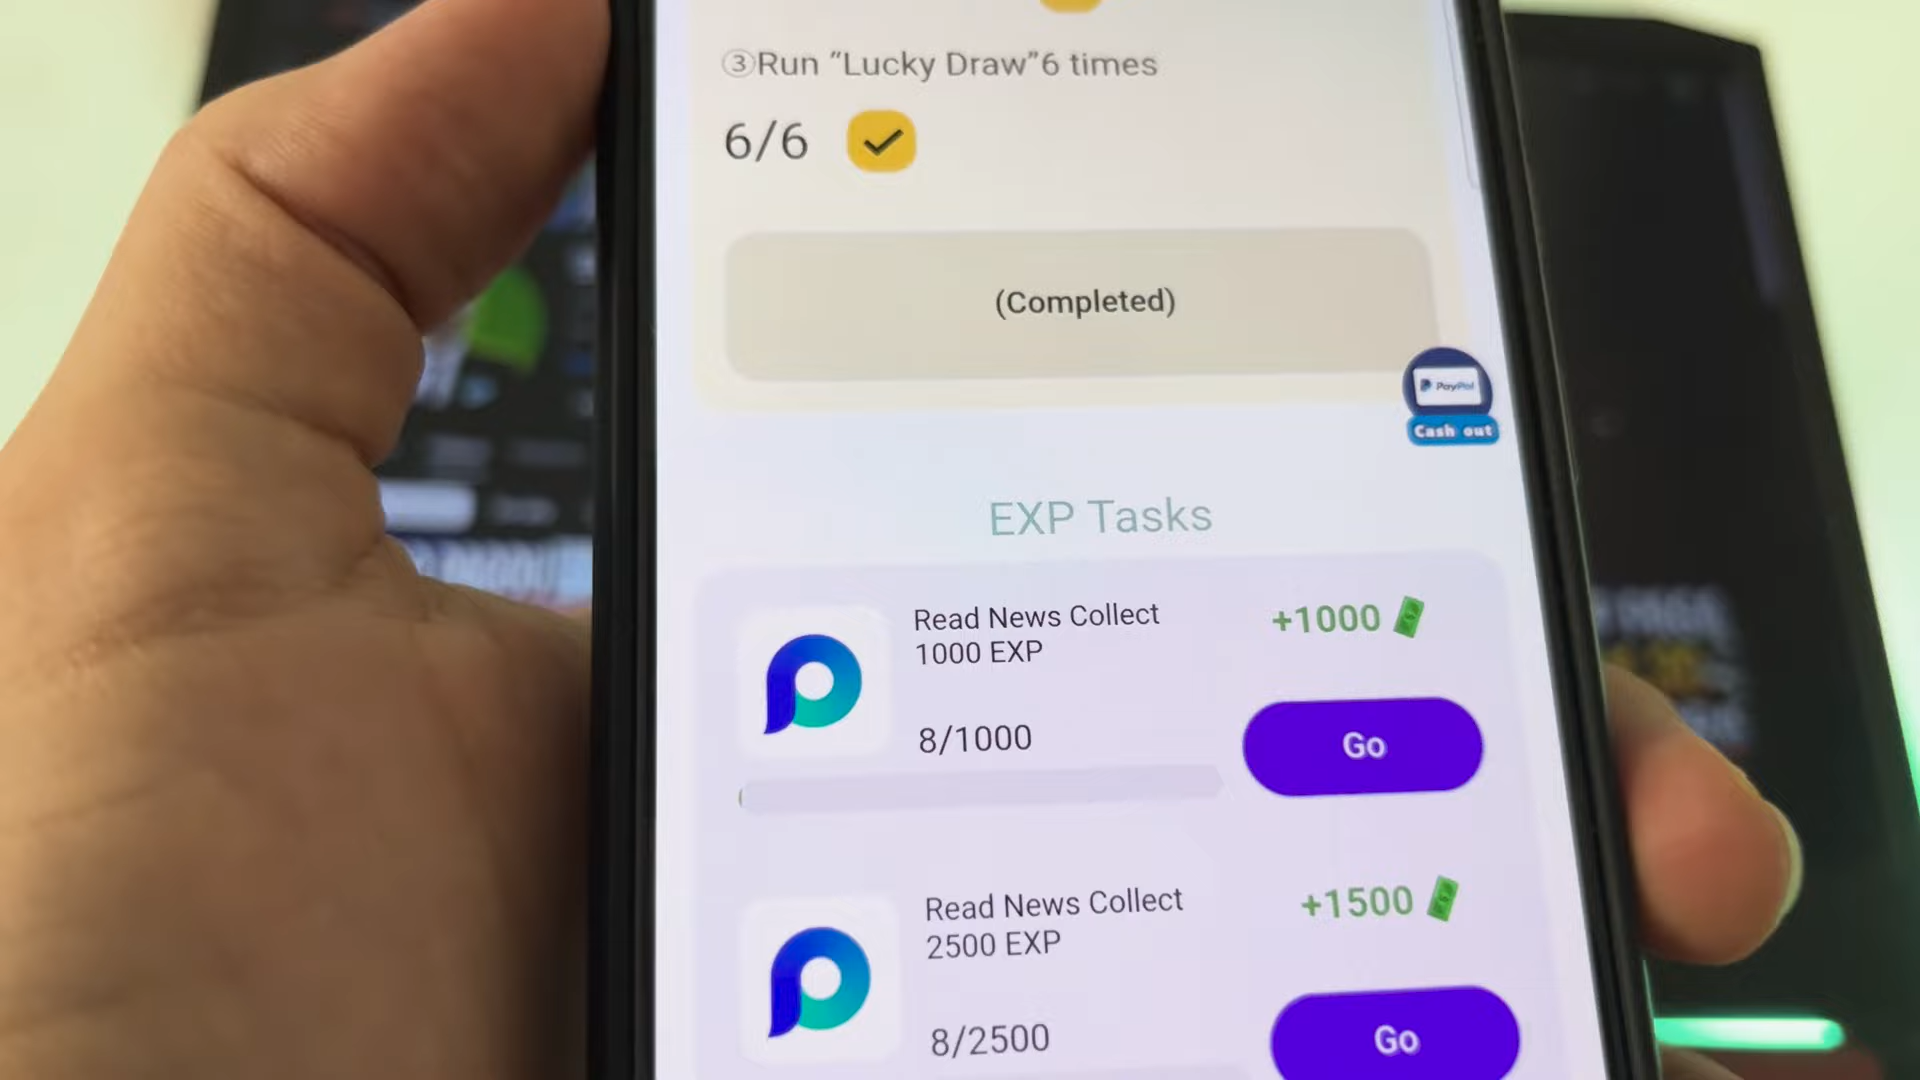 ③Run “Lucky Draw”6 times
6/6
(Completed)
PayPal
Cash out
EXP Tasks
Read News Collect
1000 EXP
+1000
8/1000
Go
Read News Collect
2500 EXP
+1500
8/2500
Go